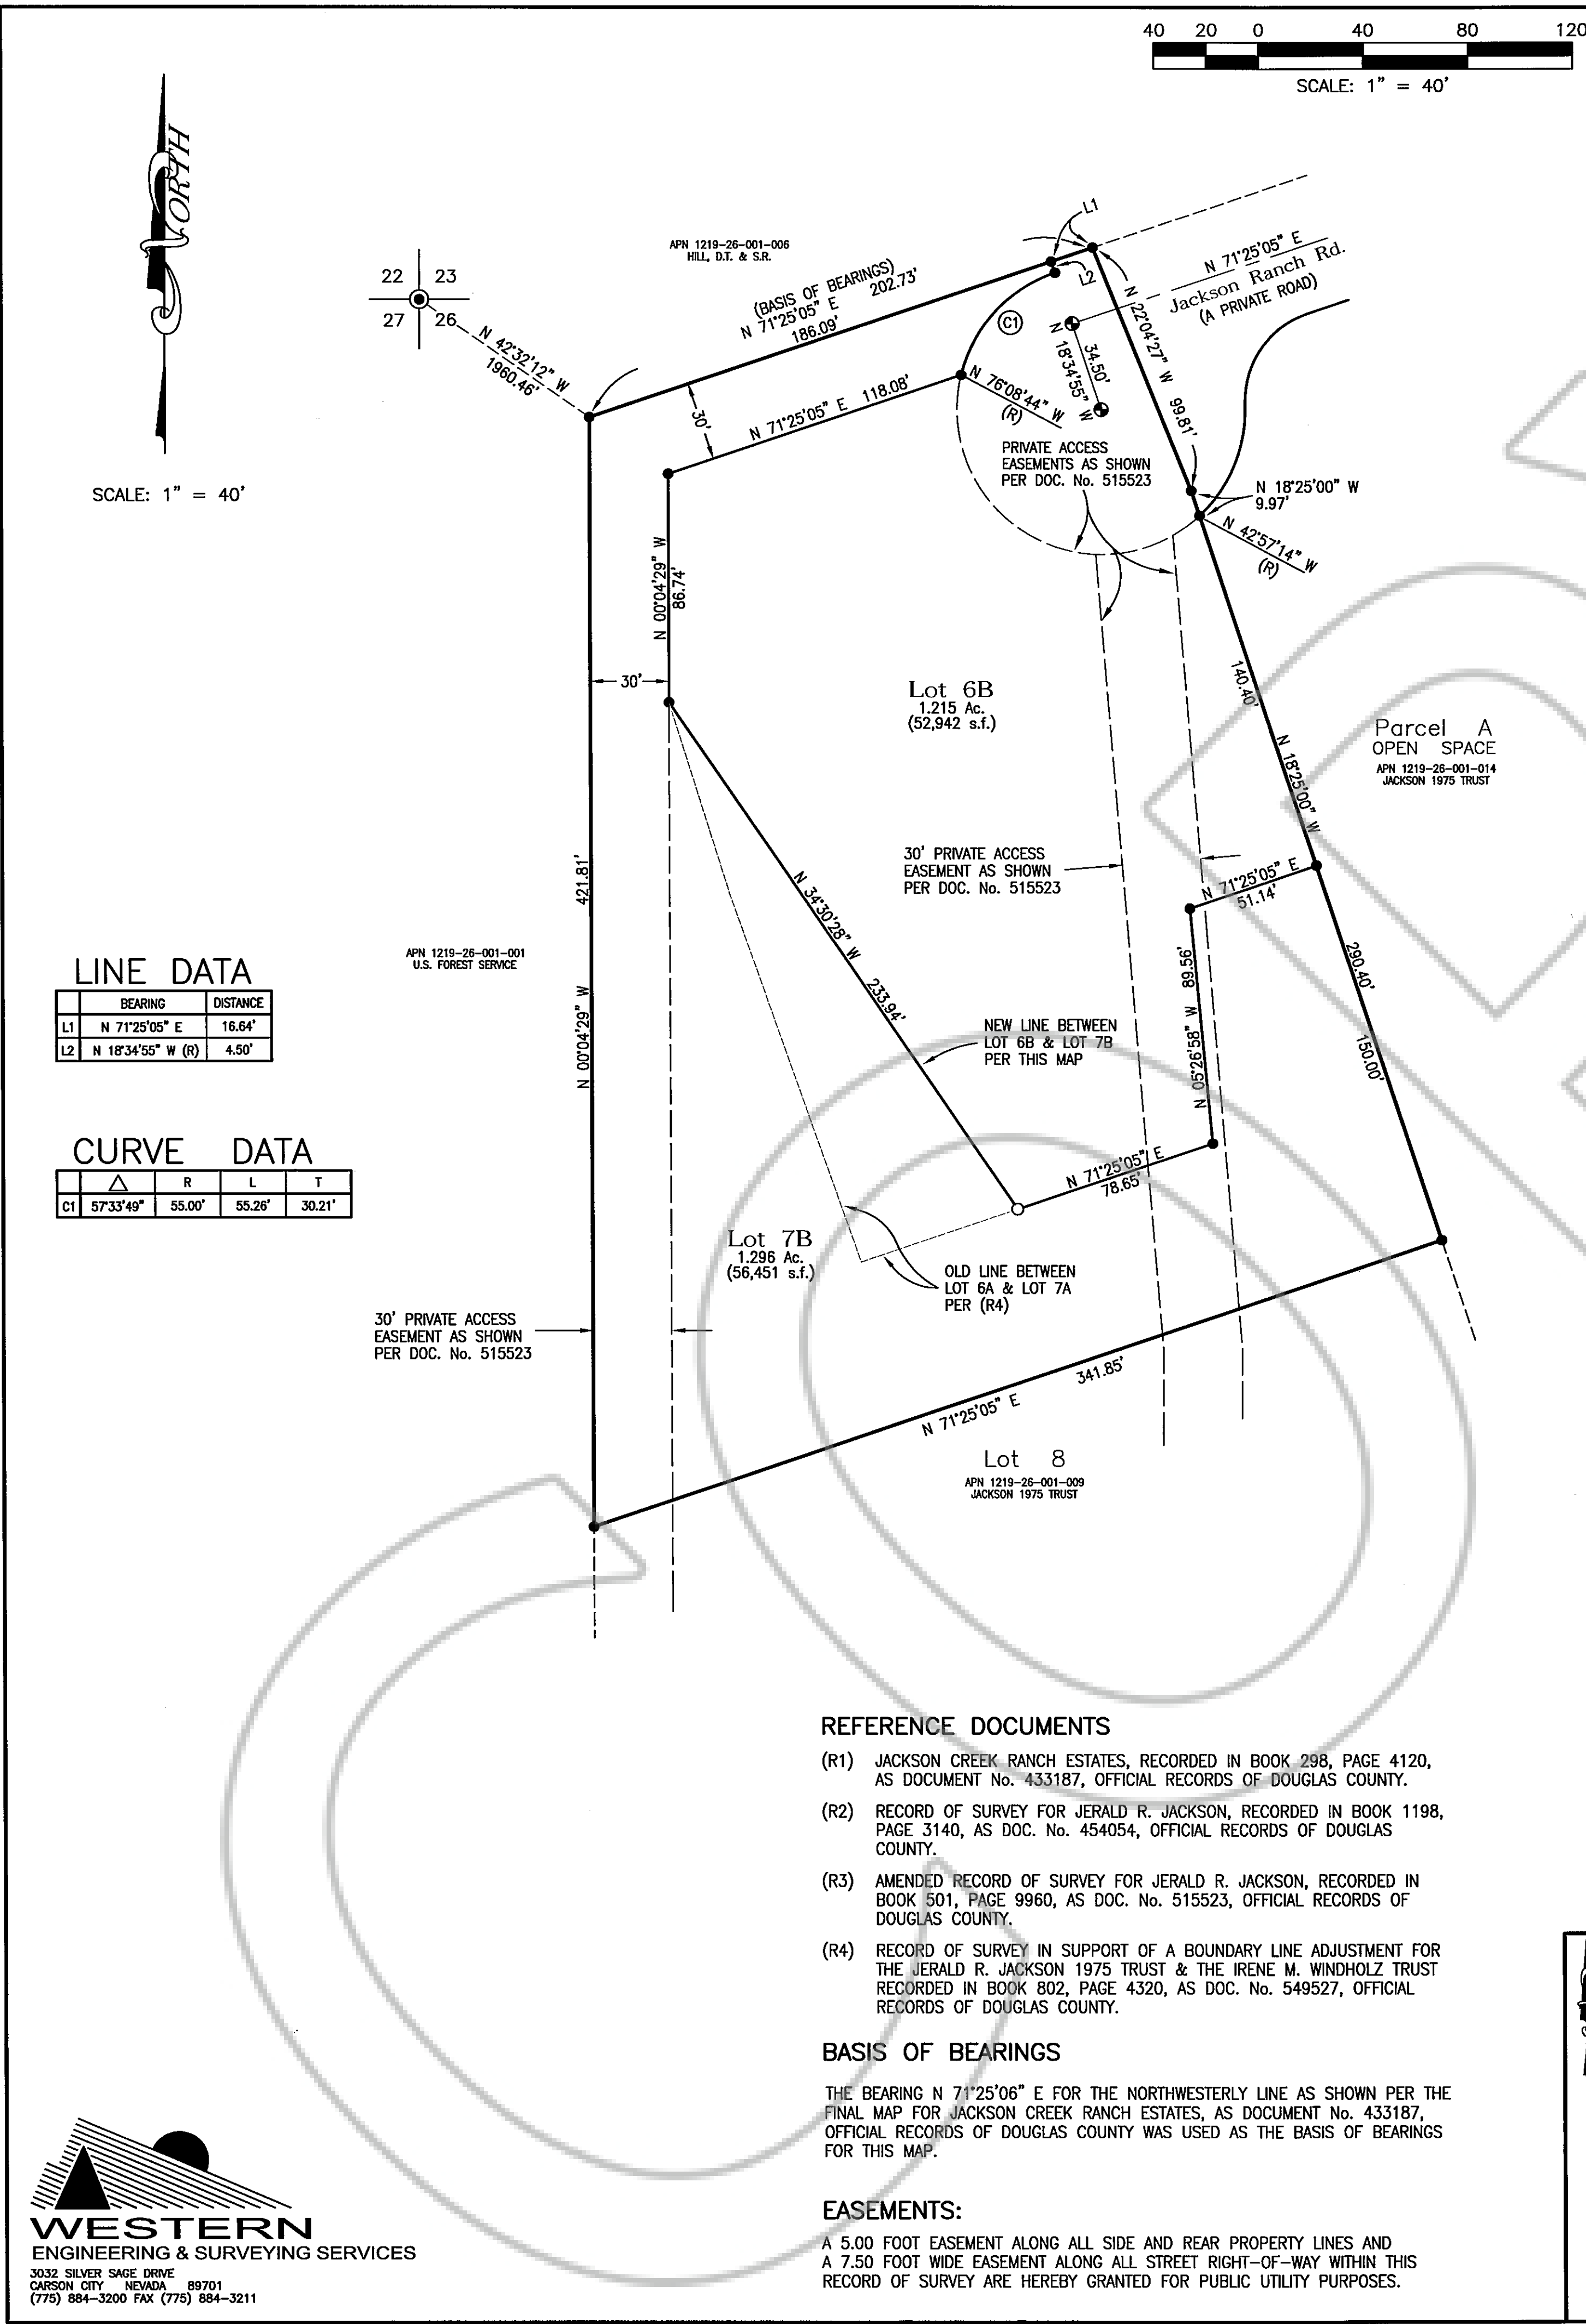 40 20 0 40 80 120
SCALE: 1" = 40'
NORTH
SCALE: 1" = 40'
22 23
27 26
N 42°32'12" W
1960.46'
APN 1219-26-001-006
HILL, D.T. & S.R.
(BASIS OF BEARINGS)
N 71°25'05" E 202.73'
186.09'
L1
L2
C1
N 71°25'05" E
Jackson Ranch Rd.
(A PRIVATE ROAD)
N 22°04'27" W 99.81'
34.50'
N 18°34'55" W
N 76°08'44" W
(R)
30'
N 71°25'05" E 118.08'
PRIVATE ACCESS
EASEMENTS AS SHOWN
PER DOC. No. 515523
N 18°25'00" W
9.97'
N 42°57'14" W
(R)
N 00°04'29" W
86.74'
30'
Lot 6B
1.215 Ac.
(52,942 s.f.)
140.40'
N 18°25'00" W
Parcel A
OPEN SPACE
APN 1219-26-001-014
JACKSON 1975 TRUST
30' PRIVATE ACCESS
EASEMENT AS SHOWN
PER DOC. No. 515523
N 71°25'05" E
51.14'
421.81'
N 00°04'29" W
N 34°30'28" W
233.94'
APN 1219-26-001-001
U.S. FOREST SERVICE
290.40'
150.00'
N 05°26'58" W 89.56'
NEW LINE BETWEEN
LOT 6B & LOT 7B
PER THIS MAP
LINE DATA
BEARING DISTANCE
L1 N 71°25'05" E 16.64'
L2 N 18°34'55" W (R) 4.50'
CURVE DATA
△ R L T
C1 57°33'49" 55.00' 55.26' 30.21'
N 71°25'05" E
78.65'
Lot 7B
1.296 Ac.
(56,451 s.f.)
OLD LINE BETWEEN
LOT 6A & LOT 7A
PER (R4)
30' PRIVATE ACCESS
EASEMENT AS SHOWN
PER DOC. No. 515523
N 71°25'05" E 341.85'
Lot 8
APN 1219-26-001-009
JACKSON 1975 TRUST
REFERENCE DOCUMENTS
(R1) JACKSON CREEK RANCH ESTATES, RECORDED IN BOOK 298, PAGE 4120,
AS DOCUMENT No. 433187, OFFICIAL RECORDS OF DOUGLAS COUNTY.
(R2) RECORD OF SURVEY FOR JERALD R. JACKSON, RECORDED IN BOOK 1198,
PAGE 3140, AS DOC. No. 454054, OFFICIAL RECORDS OF DOUGLAS
COUNTY.
(R3) AMENDED RECORD OF SURVEY FOR JERALD R. JACKSON, RECORDED IN
BOOK 501, PAGE 9960, AS DOC. No. 515523, OFFICIAL RECORDS OF
DOUGLAS COUNTY.
(R4) RECORD OF SURVEY IN SUPPORT OF A BOUNDARY LINE ADJUSTMENT FOR
THE JERALD R. JACKSON 1975 TRUST & THE IRENE M. WINDHOLZ TRUST
RECORDED IN BOOK 802, PAGE 4320, AS DOC. No. 549527, OFFICIAL
RECORDS OF DOUGLAS COUNTY.
BASIS OF BEARINGS
THE BEARING N 71°25'06" E FOR THE NORTHWESTERLY LINE AS SHOWN PER THE
FINAL MAP FOR JACKSON CREEK RANCH ESTATES, AS DOCUMENT No. 433187,
OFFICIAL RECORDS OF DOUGLAS COUNTY WAS USED AS THE BASIS OF BEARINGS
FOR THIS MAP.
EASEMENTS:
A 5.00 FOOT EASEMENT ALONG ALL SIDE AND REAR PROPERTY LINES AND
A 7.50 FOOT WIDE EASEMENT ALONG ALL STREET RIGHT-OF-WAY WITHIN THIS
RECORD OF SURVEY ARE HEREBY GRANTED FOR PUBLIC UTILITY PURPOSES.
WESTERN
ENGINEERING & SURVEYING SERVICES
3032 SILVER SAGE DRIVE
CARSON CITY NEVADA 89701
(775) 884-3200 FAX (775) 884-3211